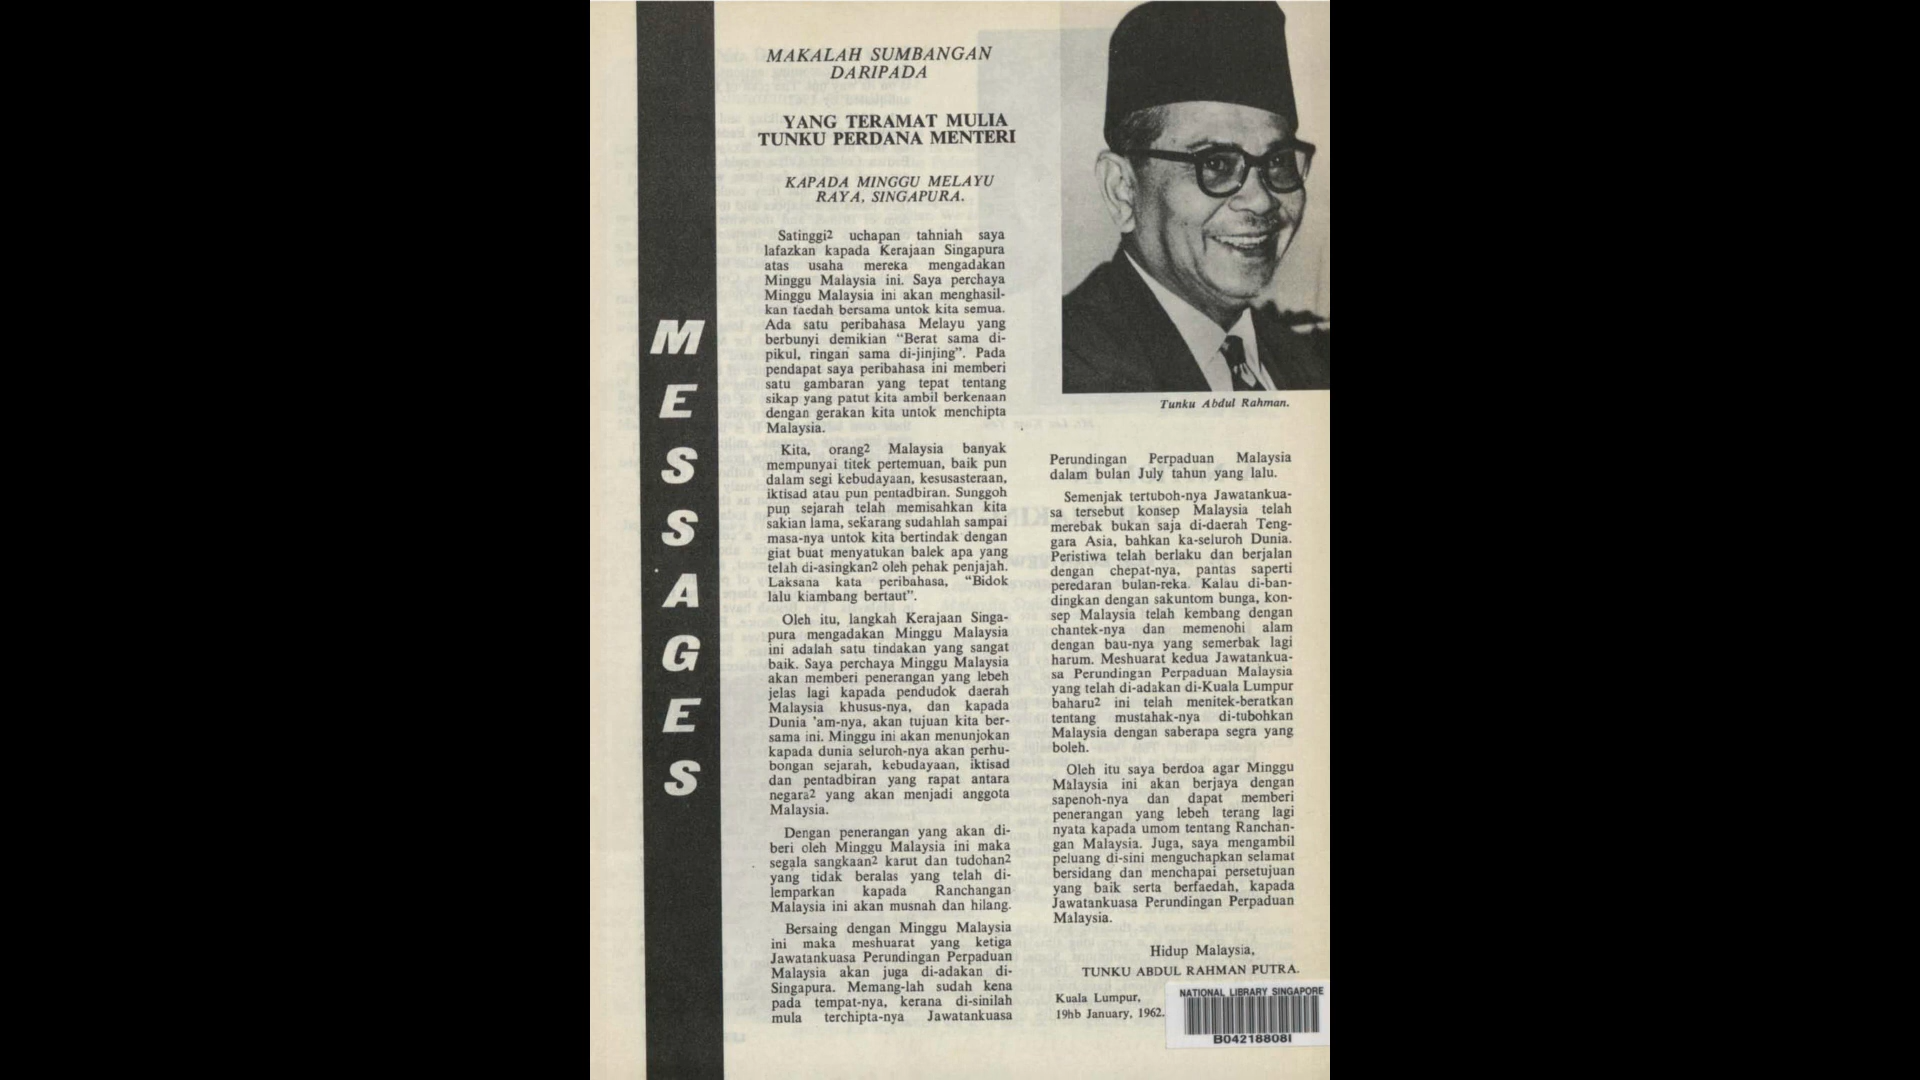 MESSAGES
MAKALAH SUMBANGAN
DARIPADA
YANG TERAMAT MULIA
TUNKU PERDANA MENTERI
KAPADA MINGGU MELAYU
RAYA, SINGAPURA.
Satinggi2 uchapan tahniah saya
lafazkan kapada Kerajaan Singapura
atas usaha mereka mengadakan
Minggu Malaysia ini. Saya perchaya
Minggu Malaysia ini akan menghasil-
kan faedah bersama untok kita semua.
Ada satu peribahasa Melayu yang
berbunyi demikian "Berat sama di-
pikul, ringan sama di-jinjing". Pada
pendapat saya peribahasa ini memberi
satu gambaran yang tepat tentang
sikap yang patut kita ambil berkenaan
dengan gerakan kita untok menchipta
Malaysia.
Kita, orang2 Malaysia banyak
mempunyai titek pertemuan, baik pun
dalam segi kebudayaan, kesusasteraan,
iktisad atau pun pentadbiran. Sunggoh
pun sejarah telah memisahkan kita
sakian lama, sekarang sudahlah sampai
masa-nya untok kita bertindak dengan
giat buat menyatukan balek apa yang
telah di-asingkan2 oleh pehak penjajah.
Laksana kata peribahasa, "Bidok
lalu kiambang bertaut".
Oleh itu, langkah Kerajaan Singa-
pura mengadakan Minggu Malaysia
ini adalah satu tindakan yang sangat
baik. Saya perchaya Minggu Malaysia
akan memberi penerangan yang lebeh
jelas lagi kapada pendudok daerah
Malaysia khusus-nya, dan kapada
Dunia 'am-nya, akan tujuan kita ber-
sama ini. Minggu ini akan menunjokan
kapada dunia seluroh-nya akan perhu-
bongan sejarah, kebudayaan, iktisad
dan pentadbiran yang rapat antara
negara2 yang akan menjadi anggota
Malaysia.
Dengan penerangan yang akan di-
beri oleh Minggu Malaysia ini maka
segala sangkaan2 karut dan tudohan2
yang tidak beralas yang telah di-
lemparkan kapada Ranchangan
Malaysia ini akan musnah dan hilang.
Bersaing dengan Minggu Malaysia
ini maka meshuarat yang ketiga
Jawatankuasa Perundingan Perpaduan
Malaysia akan juga di-adakan di-
Singapura. Memang-lah sudah kena
pada tempat-nya, kerana di-sinilah
mula terchipta-nya Jawatankuasa
Tunku Abdul Rahman.
Perundingan Perpaduan Malaysia
dalam bulan July tahun yang lalu.
Semenjak tertuboh-nya Jawatankua-
sa tersebut konsep Malaysia telah
merebak bukan saja di-daerah Teng-
gara Asia, bahkan ka-seluroh Dunia.
Peristiwa telah berlaku dan berjalan
dengan chepat-nya, pantas saperti
peredaran bulan-reka. Kalau di-ban-
dingkan dengan sakuntom bunga, kon-
sep Malaysia telah kembang dengan
chantek-nya dan memenohi alam
dengan bau-nya yang semerbak lagi
harum. Meshuarat kedua Jawatankua-
sa Perundingan Perpaduan Malaysia
yang telah di-adakan di-Kuala Lumpur
baharu2 ini telah menitek-beratkan
tentang mustahak-nya di-tubohkan
Malaysia dengan saberapa segra yang
boleh.
Oleh itu saya berdoa agar Minggu
Malaysia ini akan berjaya dengan
sapenoh-nya dan dapat memberi
penerangan yang lebeh terang lagi
nyata kapada umom tentang Ranchan-
gan Malaysia. Juga, saya mengambil
peluang di-sini menguchapkan selamat
bersidang dan menchapai persetujuan
yang baik serta berfaedah, kapada
Jawatankuasa Perundingan Perpaduan
Malaysia.
Hidup Malaysia,
TUNKU ABDUL RAHMAN PUTRA.
Kuala Lumpur,
19hb January, 1962.
NATIONAL LIBRARY SINGAPORE
B04218808I